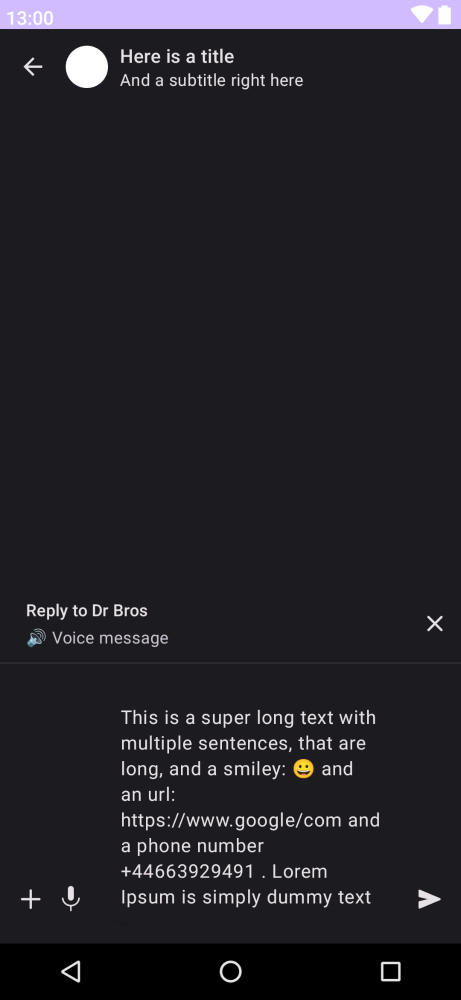 13:00
Here is a title
And a subtitle right here
Reply to Dr Bros
🔊 Voice message
This is a super long text with
multiple sentences, that are
long, and a smiley: 😀 and
an url:
https://www.google/com and
a phone number
+44663929491 . Lorem
Ipsum is simply dummy text